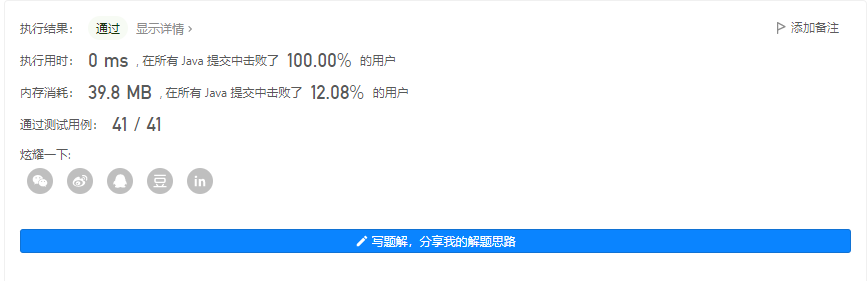 执行结果： 通过 显示详情 › 添加备注
执行用时： 0 ms , 在所有 Java 提交中击败了 100.00% 的用户
内存消耗： 39.8 MB , 在所有 Java 提交中击败了 12.08% 的用户
通过测试用例： 41 / 41
炫耀一下:
豆 in
写题解，分享我的解题思路